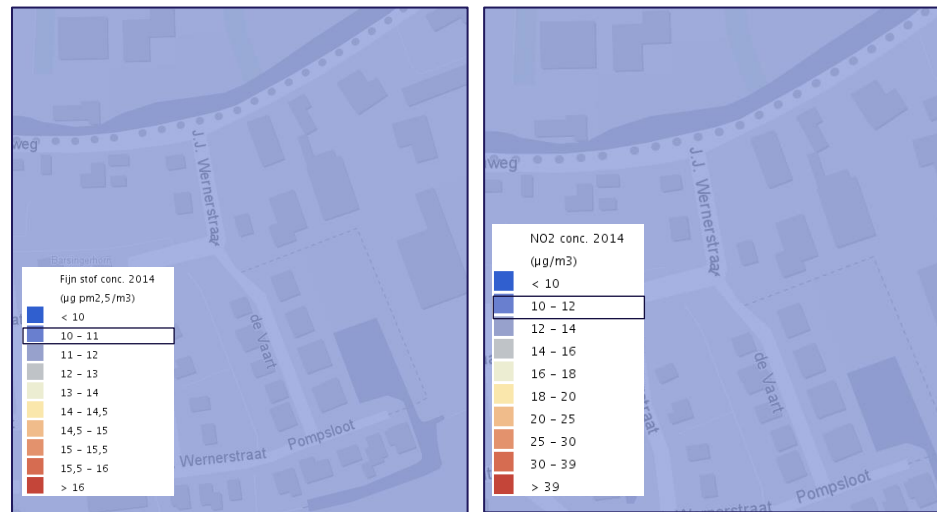 weg
J.J. Wernerstraat
Barsingerhorn
Fijn stof conc. 2014
(µg pm2,5/m3)
< 10
10 – 11
11 – 12
12 – 13
13 – 14
14 – 14,5
14,5 – 15
15 – 15,5
15,5 – 16
> 16
de Vaart
Pompsloot
Wernerstraat
weg
J.J. Wernerstraat
NO2 conc. 2014
(µg/m3)
< 10
10 – 12
12 – 14
14 – 16
16 – 18
18 – 20
20 – 25
25 – 30
30 – 39
> 39
de Vaart
Pompsloot
Wernerstraat